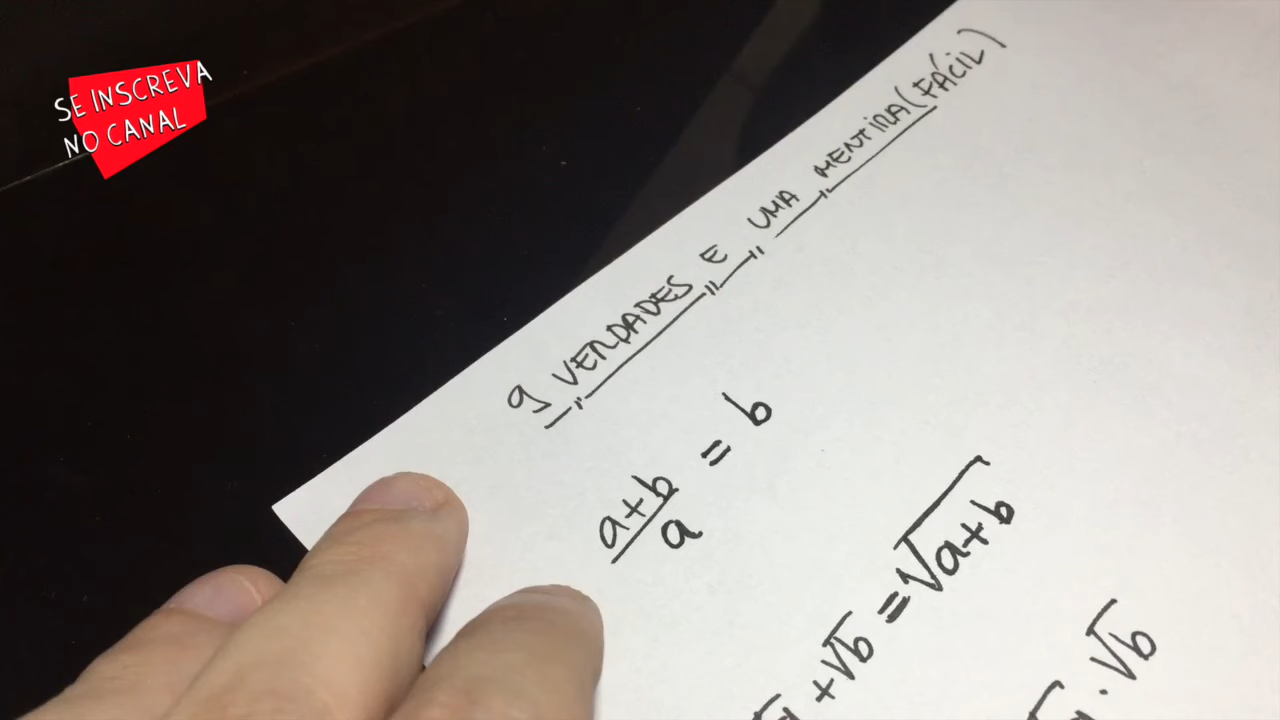 SE INSCREVA
NO CANAL
9 VERDADES E UMA MENTIRA (FÁCIL)
a+b/a = b
+√b = √a+b
· √b